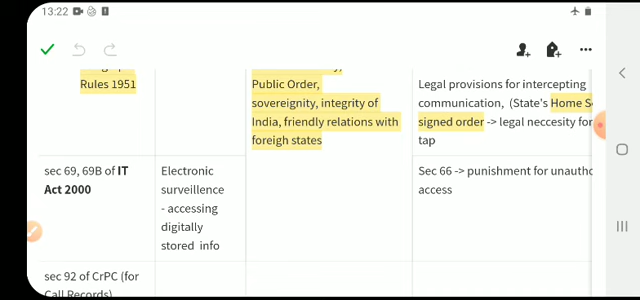 13:22
Public Order,
Rules 1951
sovereignity, integrity of
India, friendly relations with
foreigh states
Legal provisions for intercepting
communication, (State's Home S
signed order -> legal neccesity for
tap
sec 69, 69B of IT
Act 2000
Electronic
surveillence
- accessing
digitally
stored info
Sec 66 -> punishment for unautho
access
sec 92 of CrPC (for
Call Records)